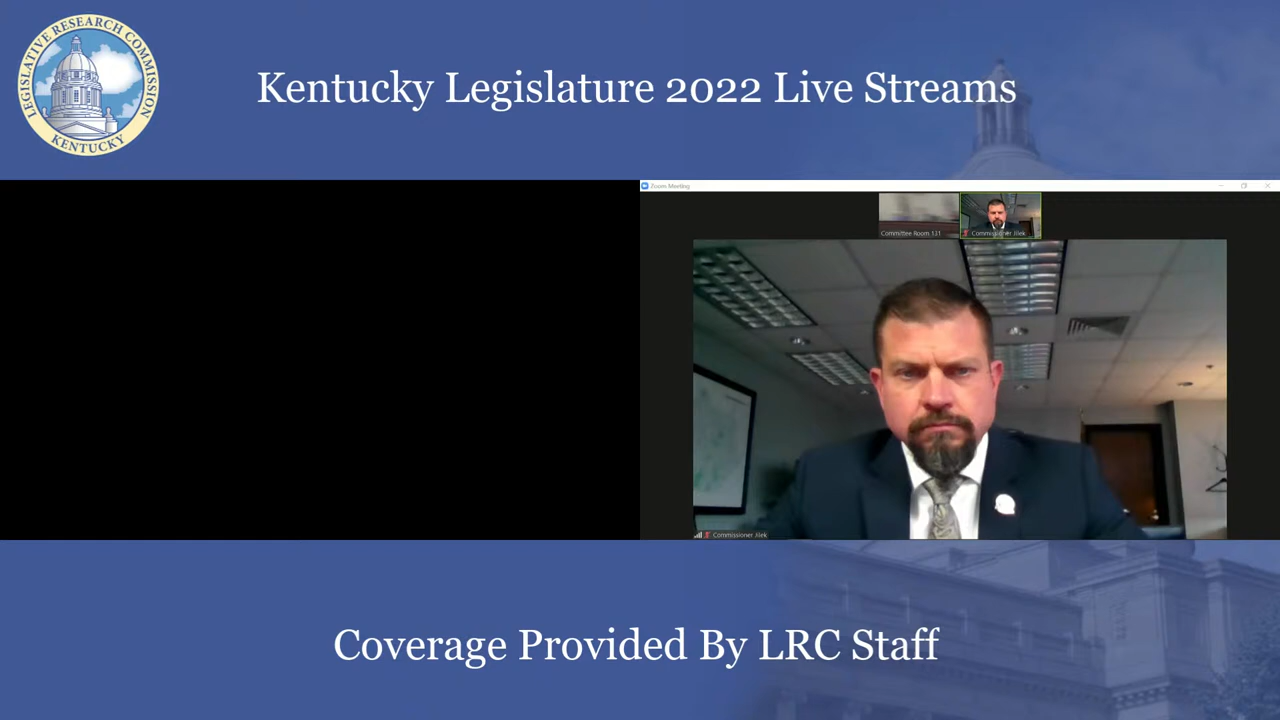 LEGISLATIVE RESEARCH COMMISSION
KENTUCKY
Kentucky Legislature 2022 Live Streams
Zoom Meeting
Committee Room 131
Commissioner Jilek
Commissioner Jilek
Coverage Provided By LRC Staff